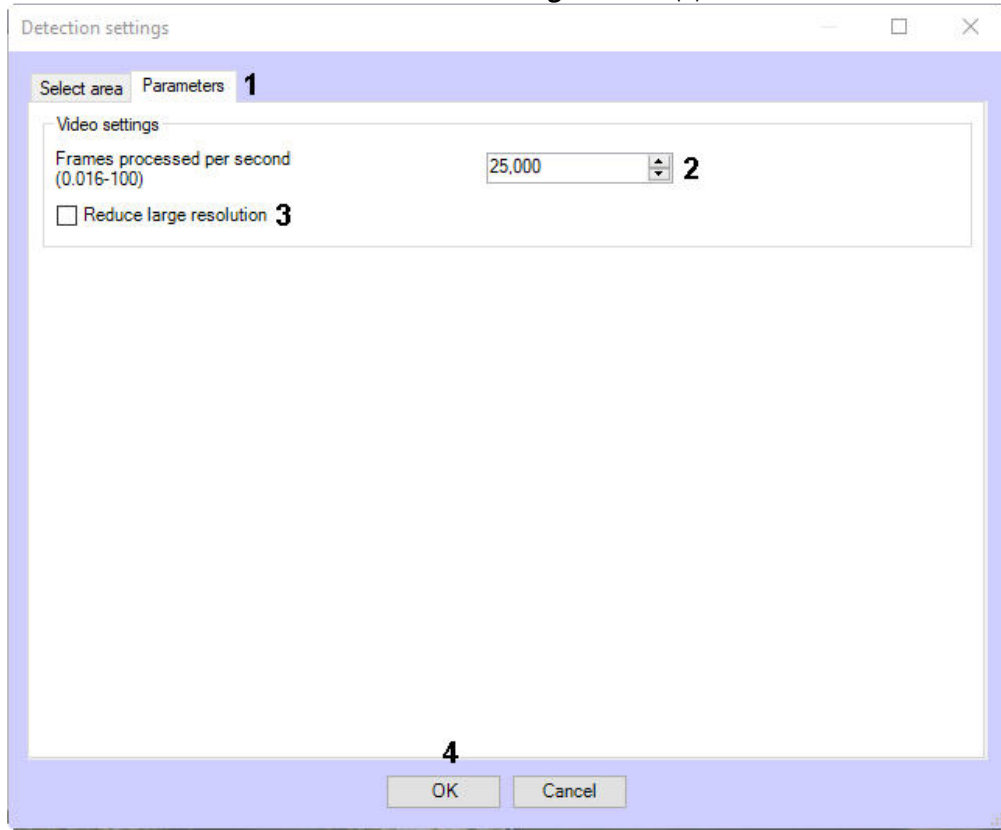 Detection settings
Select area Parameters 1
Video settings
Frames processed per second
(0.016-100)
25,000 2
Reduce large resolution 3
4
OK Cancel